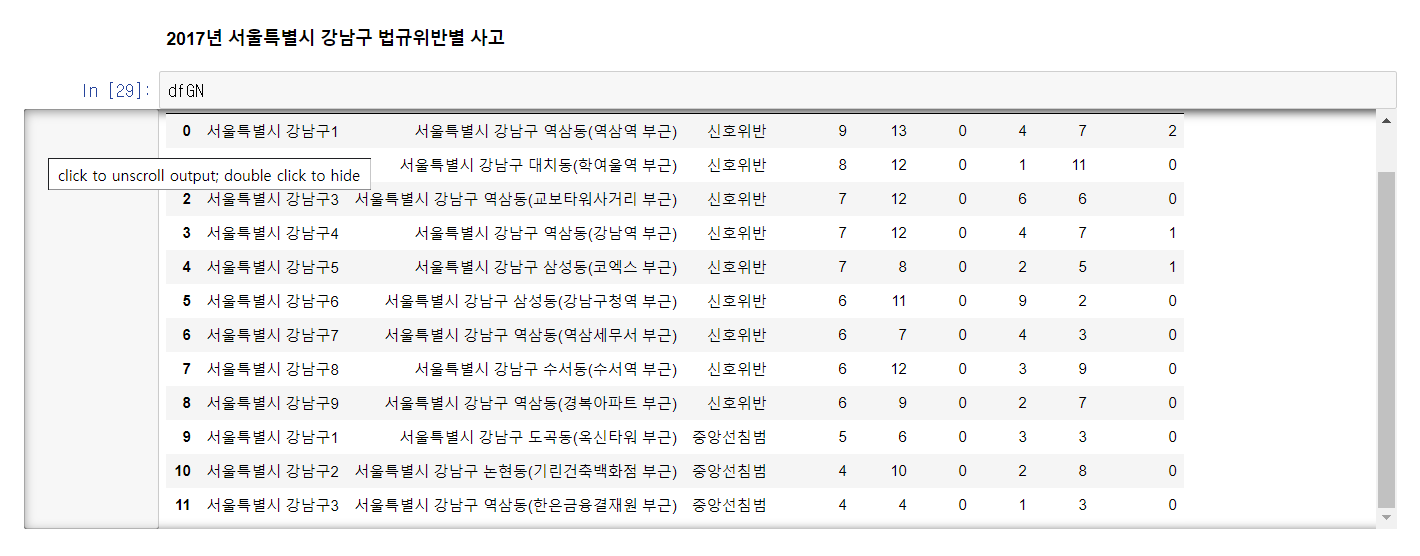 2017년 서울특별시 강남구 법규위반별 사고
In [29]: dfGN
0 서울특별시 강남구1 서울특별시 강남구 역삼동(역삼역 부근) 신호위반 9 13 0 4 7 2
click to unscroll output; double click to hide 서울특별시 강남구 대치동(학여울역 부근) 신호위반 8 12 0 1 11 0
2 서울특별시 강남구3 서울특별시 강남구 역삼동(교보타워사거리 부근) 신호위반 7 12 0 6 6 0
3 서울특별시 강남구4 서울특별시 강남구 역삼동(강남역 부근) 신호위반 7 12 0 4 7 1
4 서울특별시 강남구5 서울특별시 강남구 삼성동(코엑스 부근) 신호위반 7 8 0 2 5 1
5 서울특별시 강남구6 서울특별시 강남구 삼성동(강남구청역 부근) 신호위반 6 11 0 9 2 0
6 서울특별시 강남구7 서울특별시 강남구 역삼동(역삼세무서 부근) 신호위반 6 7 0 4 3 0
7 서울특별시 강남구8 서울특별시 강남구 수서동(수서역 부근) 신호위반 6 12 0 3 9 0
8 서울특별시 강남구9 서울특별시 강남구 역삼동(경복아파트 부근) 신호위반 6 9 0 2 7 0
9 서울특별시 강남구1 서울특별시 강남구 도곡동(옥신타워 부근) 중앙선침범 5 6 0 3 3 0
10 서울특별시 강남구2 서울특별시 강남구 논현동(기린건축백화점 부근) 중앙선침범 4 10 0 2 8 0
11 서울특별시 강남구3 서울특별시 강남구 역삼동(한은금융결재원 부근) 중앙선침범 4 4 0 1 3 0